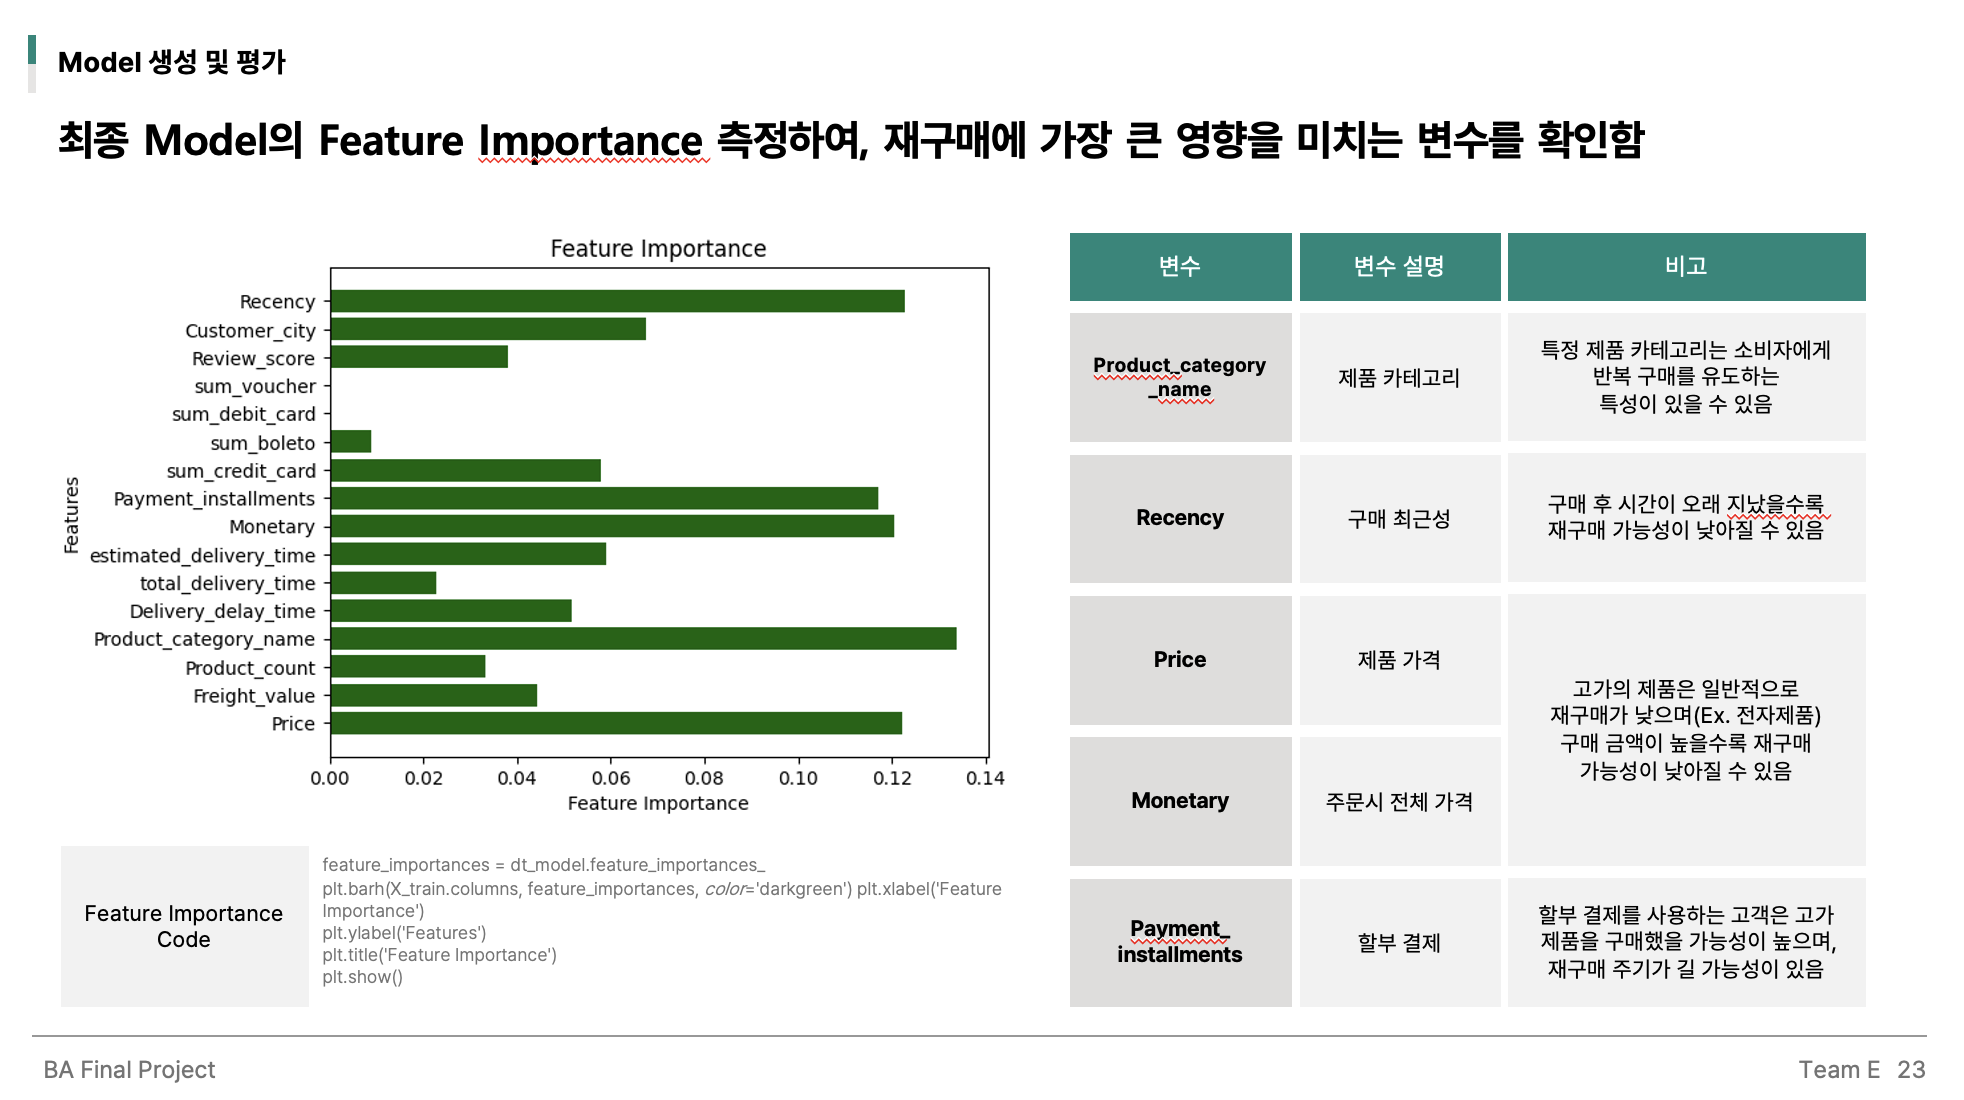 Model 생성 및 평가
최종 Model의 Feature Importance 측정하여, 재구매에 가장 큰 영향을 미치는 변수를 확인함
Feature Importance
Features
Recency
Customer_city
Review_score
sum_voucher
sum_debit_card
sum_boleto
sum_credit_card
Payment_installments
Monetary
estimated_delivery_time
total_delivery_time
Delivery_delay_time
Product_category_name
Product_count
Freight_value
Price
0.00 0.02 0.04 0.06 0.08 0.10 0.12 0.14
Feature Importance
Feature Importance
Code
feature_importances = dt_model.feature_importances_
plt.barh(X_train.columns, feature_importances, color='darkgreen') plt.xlabel('Feature
Importance')
plt.ylabel('Features')
plt.title('Feature Importance')
plt.show()
변수 변수 설명 비고
Product_category
_name
제품 카테고리
특정 제품 카테고리는 소비자에게
반복 구매를 유도하는
특성이 있을 수 있음
Recency
구매 최근성
구매 후 시간이 오래 지났을수록
재구매 가능성이 낮아질 수 있음
Price
제품 가격
고가의 제품은 일반적으로
재구매가 낮으며(Ex. 전자제품)
구매 금액이 높을수록 재구매
가능성이 낮아질 수 있음
Monetary
주문시 전체 가격
Payment_
installments
할부 결제
할부 결제를 사용하는 고객은 고가
제품을 구매했을 가능성이 높으며,
재구매 주기가 길 가능성이 있음
BA Final Project
Team E 23